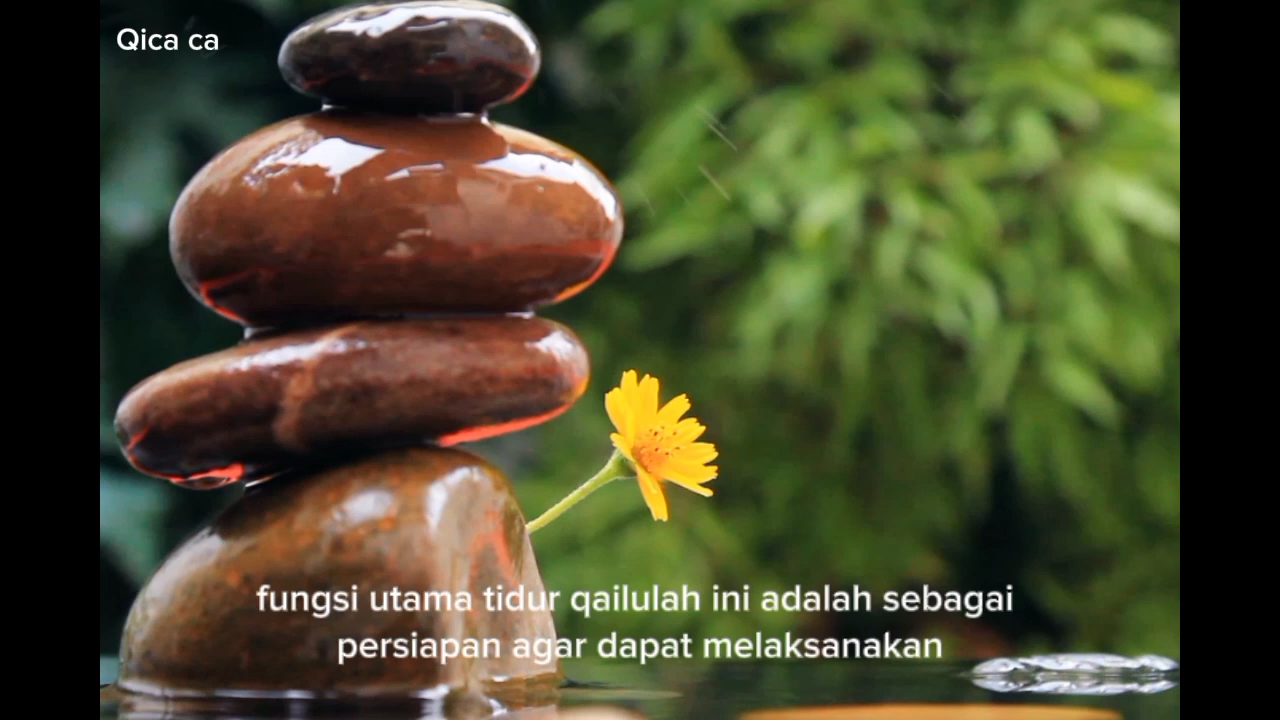 Qica ca
fungsi utama tidur qailulah ini adalah sebagai
persiapan agar dapat melaksanakan